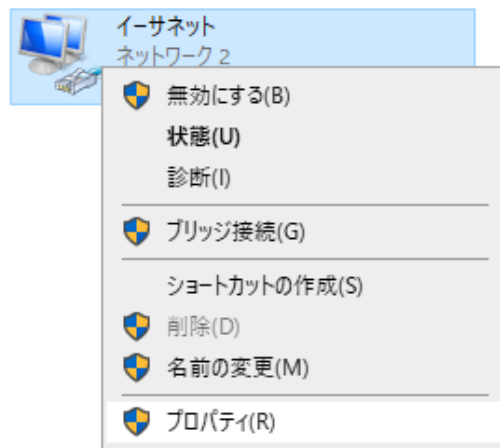 イーサネット
ネットワーク 2
無効にする(B)
状態(U)
診断(I)
ブリッジ接続(G)
ショートカットの作成(S)
削除(D)
名前の変更(M)
プロパティ(R)